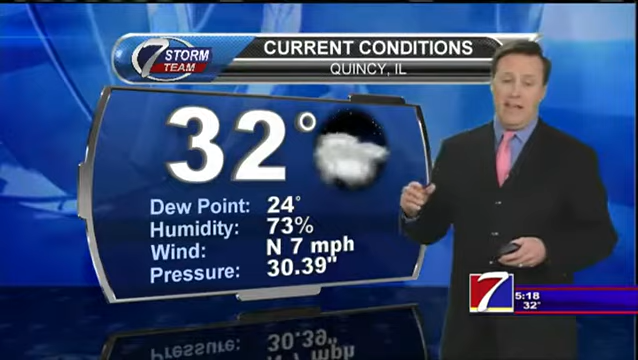 7 STORM TEAM
CURRENT CONDITIONS
QUINCY, IL
32°
Dew Point: 24°
Humidity: 73%
Wind: N 7 mph
Pressure: 30.39"
7
5:18
32°